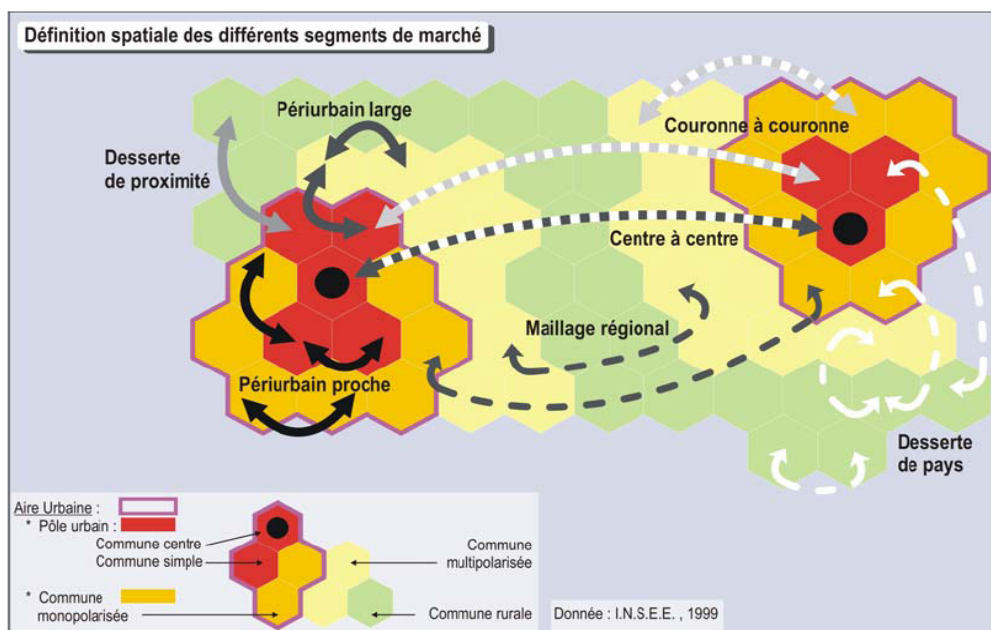 Définition spatiale des différents segments de marché
Périurbain large
Couronne à couronne
Desserte
de proximité
Centre à centre
Maillage régional
Périurbain proche
Desserte
de pays
Aire Urbaine :
* Pôle urbain :
Commune centre
Commune simple
Commune
multipolarisée
* Commune
monopolarisée
Commune rurale
Donnée : I.N.S.E.E. , 1999